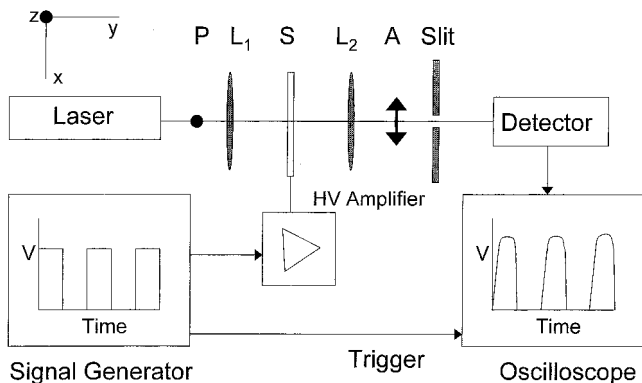 z
y
x
P L₁ S L₂ A Slit
Laser
Detector
HV Amplifier
V
Time
V
Time
Signal Generator
Trigger
Oscilloscope